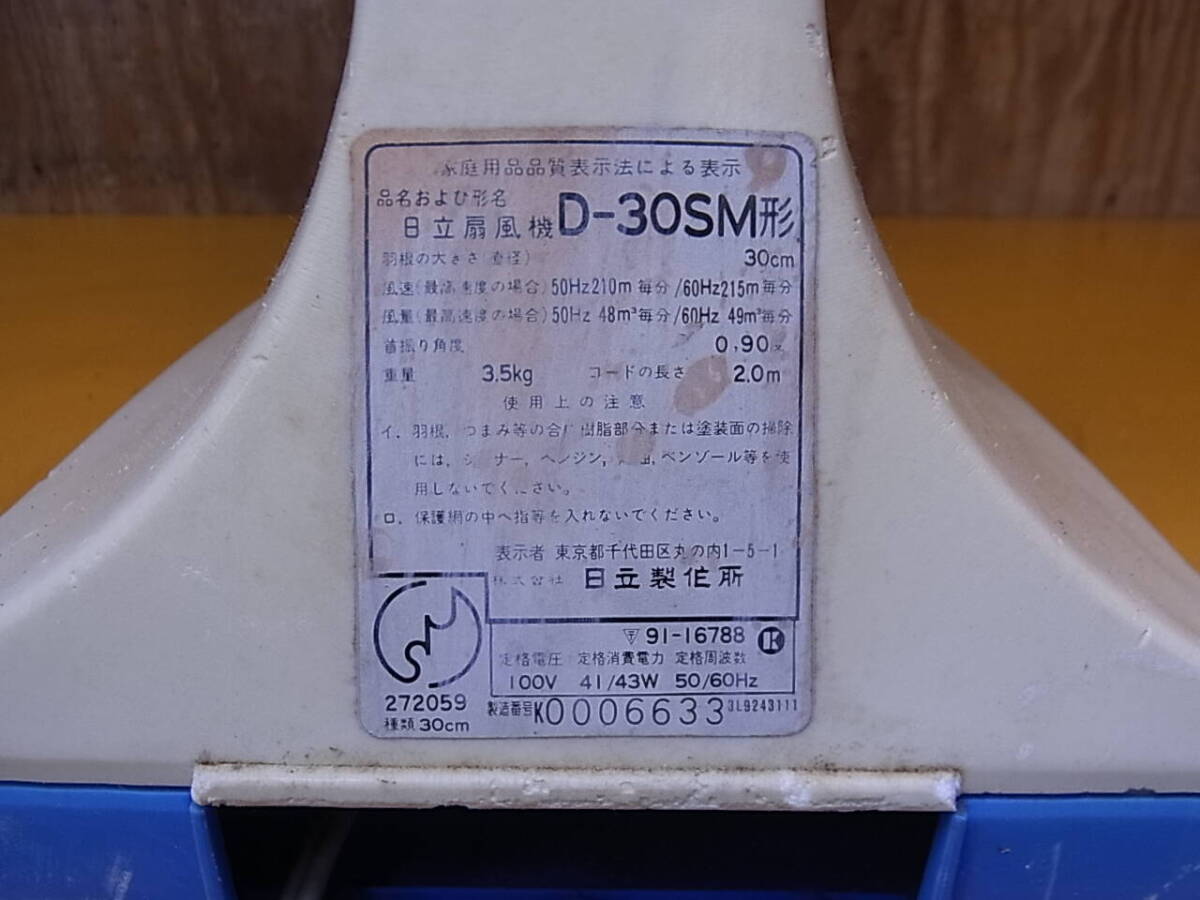 家庭用品品質表示法による表示
品名および形名
日立扇風機 D-30SM形
羽根の大きさ(直径) 30cm
風速(最高速度の場合) 50Hz210m毎分/60Hz215m毎分
風量(最高速度の場合) 50Hz 48m³毎分/60Hz 49m³毎分
首振り角度 0,90度
重量 3.5kg コードの長さ 2.0m
使用上の注意
イ. 羽根, つまみ等の合成樹脂部分または塗装面の掃除
には, シンナー, ベンジン, ベンゾール等を使
用しないでください。
ロ. 保護網の中へ指等を入れないでください。
表示者 東京都千代田区丸の内1-5-1
株式会社 日立製作所
〒 91-16788
定格電圧 定格消費電力 定格周波数
100V 41/43W 50/60Hz
272059
種類 30cm
製造番号 K0006633 3L9243111